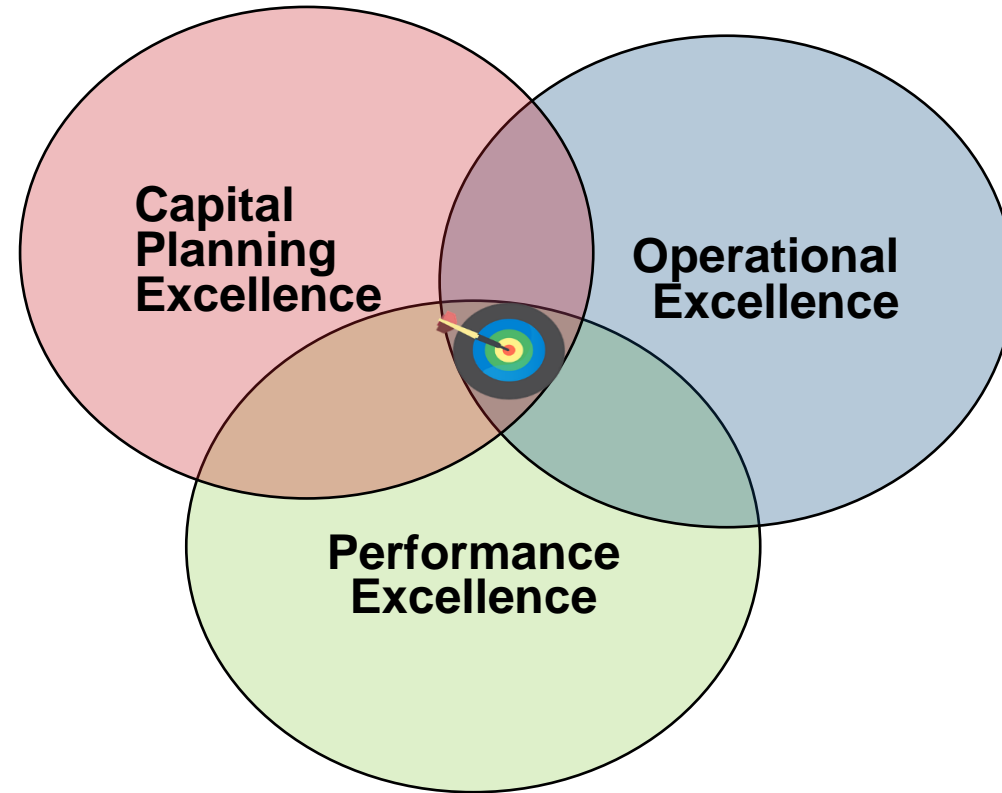 Capital
Planning
Excellence
Operational
Excellence
Performance
Excellence